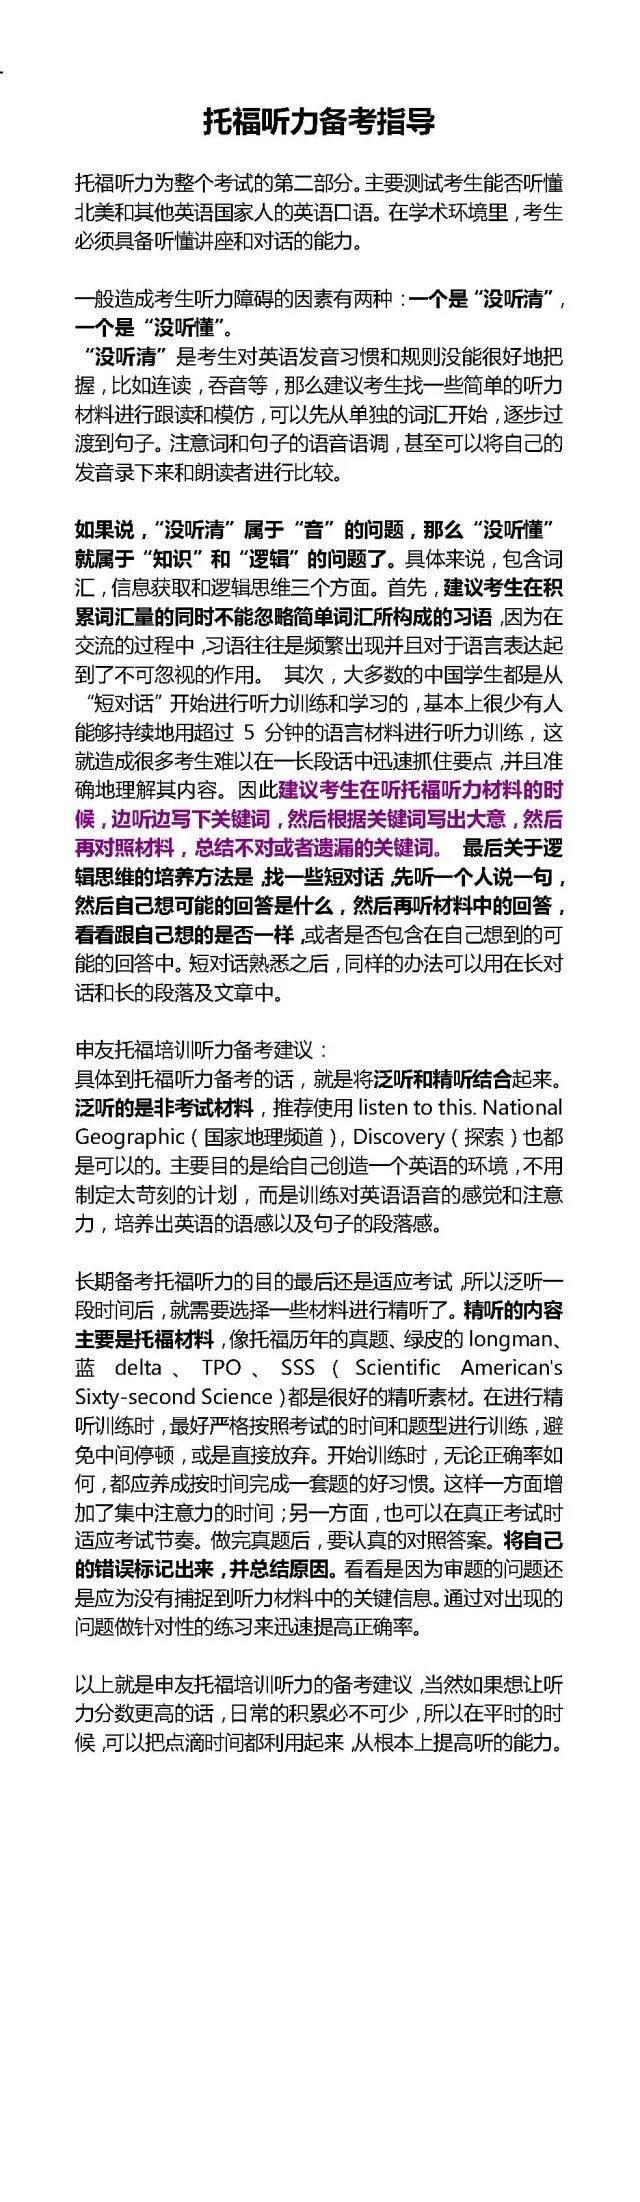 托福听力备考指导
托福听力为整个考试的第二部分。主要测试考生能否听懂
北美和其他英语国家人的英语口语。在学术环境里，考生
必须具备听懂讲座和对话的能力。
一般造成考生听力障碍的因素有两种：一个是“没听清”，
一个是“没听懂”。
“没听清”是考生对英语发音习惯和规则没能很好地把
握，比如连读，吞音等，那么建议考生找一些简单的听力
材料进行跟读和模仿，可以先从单独的词汇开始，逐步过
渡到句子。注意词和句子的语音语调，甚至可以将自己的
发音录下来和朗读者进行比较。
如果说，“没听清”属于“音”的问题，那么“没听懂”
就属于“知识”和“逻辑”的问题了。具体来说，包含词
汇，信息获取和逻辑思维三个方面。首先，建议考生在积
累词汇量的同时不能忽略简单词汇所构成的习语，因为在
交流的过程中，习语往往是频繁出现并且对于语言表达起
到了不可忽视的作用。 其次，大多数的中国学生都是从
“短对话”开始进行听力训练和学习的，基本上很少有人
能够持续地用超过 5 分钟的语言材料进行听力训练，这
就造成很多考生难以在一长段话中迅速抓住要点，并且准
确地理解其内容。因此建议考生在听托福听力材料的时
候，边听边写下关键词，然后根据关键词写出大意，然后
再对照材料，总结不对或者遗漏的关键词。 最后关于逻
辑思维的培养方法是，找一些短对话，先听一个人说一句，
然后自己想可能的回答是什么，然后再听材料中的回答，
看看跟自己想的是否一样，或者是否包含在自己想到的可
能的回答中。短对话熟悉之后，同样的办法可以用在长对
话和长的段落及文章中。
申友托福培训听力备考建议：
具体到托福听力备考的话，就是将泛听和精听结合起来。
泛听的是非考试材料，推荐使用 listen to this. National
Geographic（国家地理频道），Discovery（探索）也都
是可以的。主要目的是给自己创造一个英语的环境，不用
制定太苛刻的计划，而是训练对英语语音的感觉和注意
力，培养出英语的语感以及句子的段落感。
长期备考托福听力的目的最后还是适应考试，所以泛听一
段时间后，就需要选择一些材料进行精听了。精听的内容
主要是托福材料，像托福历年的真题、绿皮的 longman、
蓝 delta、TPO、SSS（Scientific American's
Sixty-second Science）都是很好的精听素材。在进行精
听训练时，最好严格按照考试的时间和题型进行训练，避
免中间停顿，或是直接放弃。开始训练时，无论正确率如
何，都应养成按时间完成一套题的好习惯。这样一方面增
加了集中注意力的时间；另一方面，也可以在真正考试时
适应考试节奏。做完真题后，要认真的对照答案。将自己
的错误标记出来，并总结原因。看看是因为审题的问题还
是应为没有捕捉到听力材料中的关键信息。通过对出现的
问题做针对性的练习来迅速提高正确率。
以上就是申友托福培训听力的备考建议，当然如果想让听
力分数更高的话，日常的积累必不可少，所以在平时的时
候，可以把点滴时间都利用起来，从根本上提高听的能力。